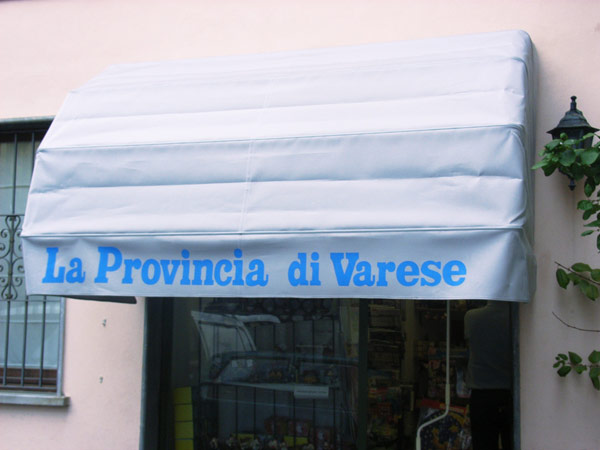 La Provincia di Varese